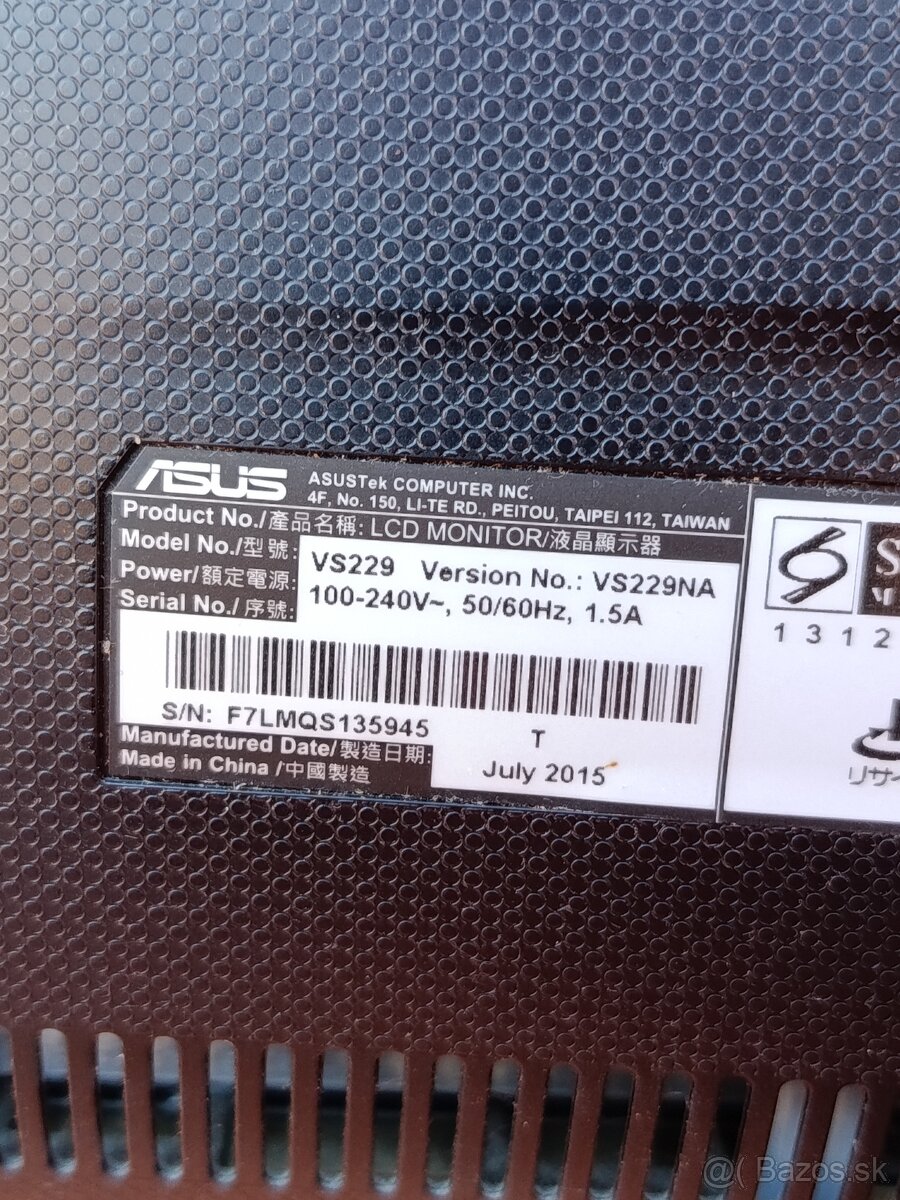 ASUS
ASUSTek COMPUTER INC.
4F, No. 150, LI-TE RD., PEITOU, TAIPEI 112, TAIWAN
Product No./產品名稱: LCD MONITOR/液晶顯示器
Model No./型號: VS229 Version No.: VS229NA
Power/額定電源: 100-240V~, 50/60Hz, 1.5A
Serial No./ 序號:
S/N: F7LMQS135945
T
Manufactured Date/製造日期: July 2015
Made in China /中國製造
S
1 3 1 2
リサイ
@( Bazos.sk